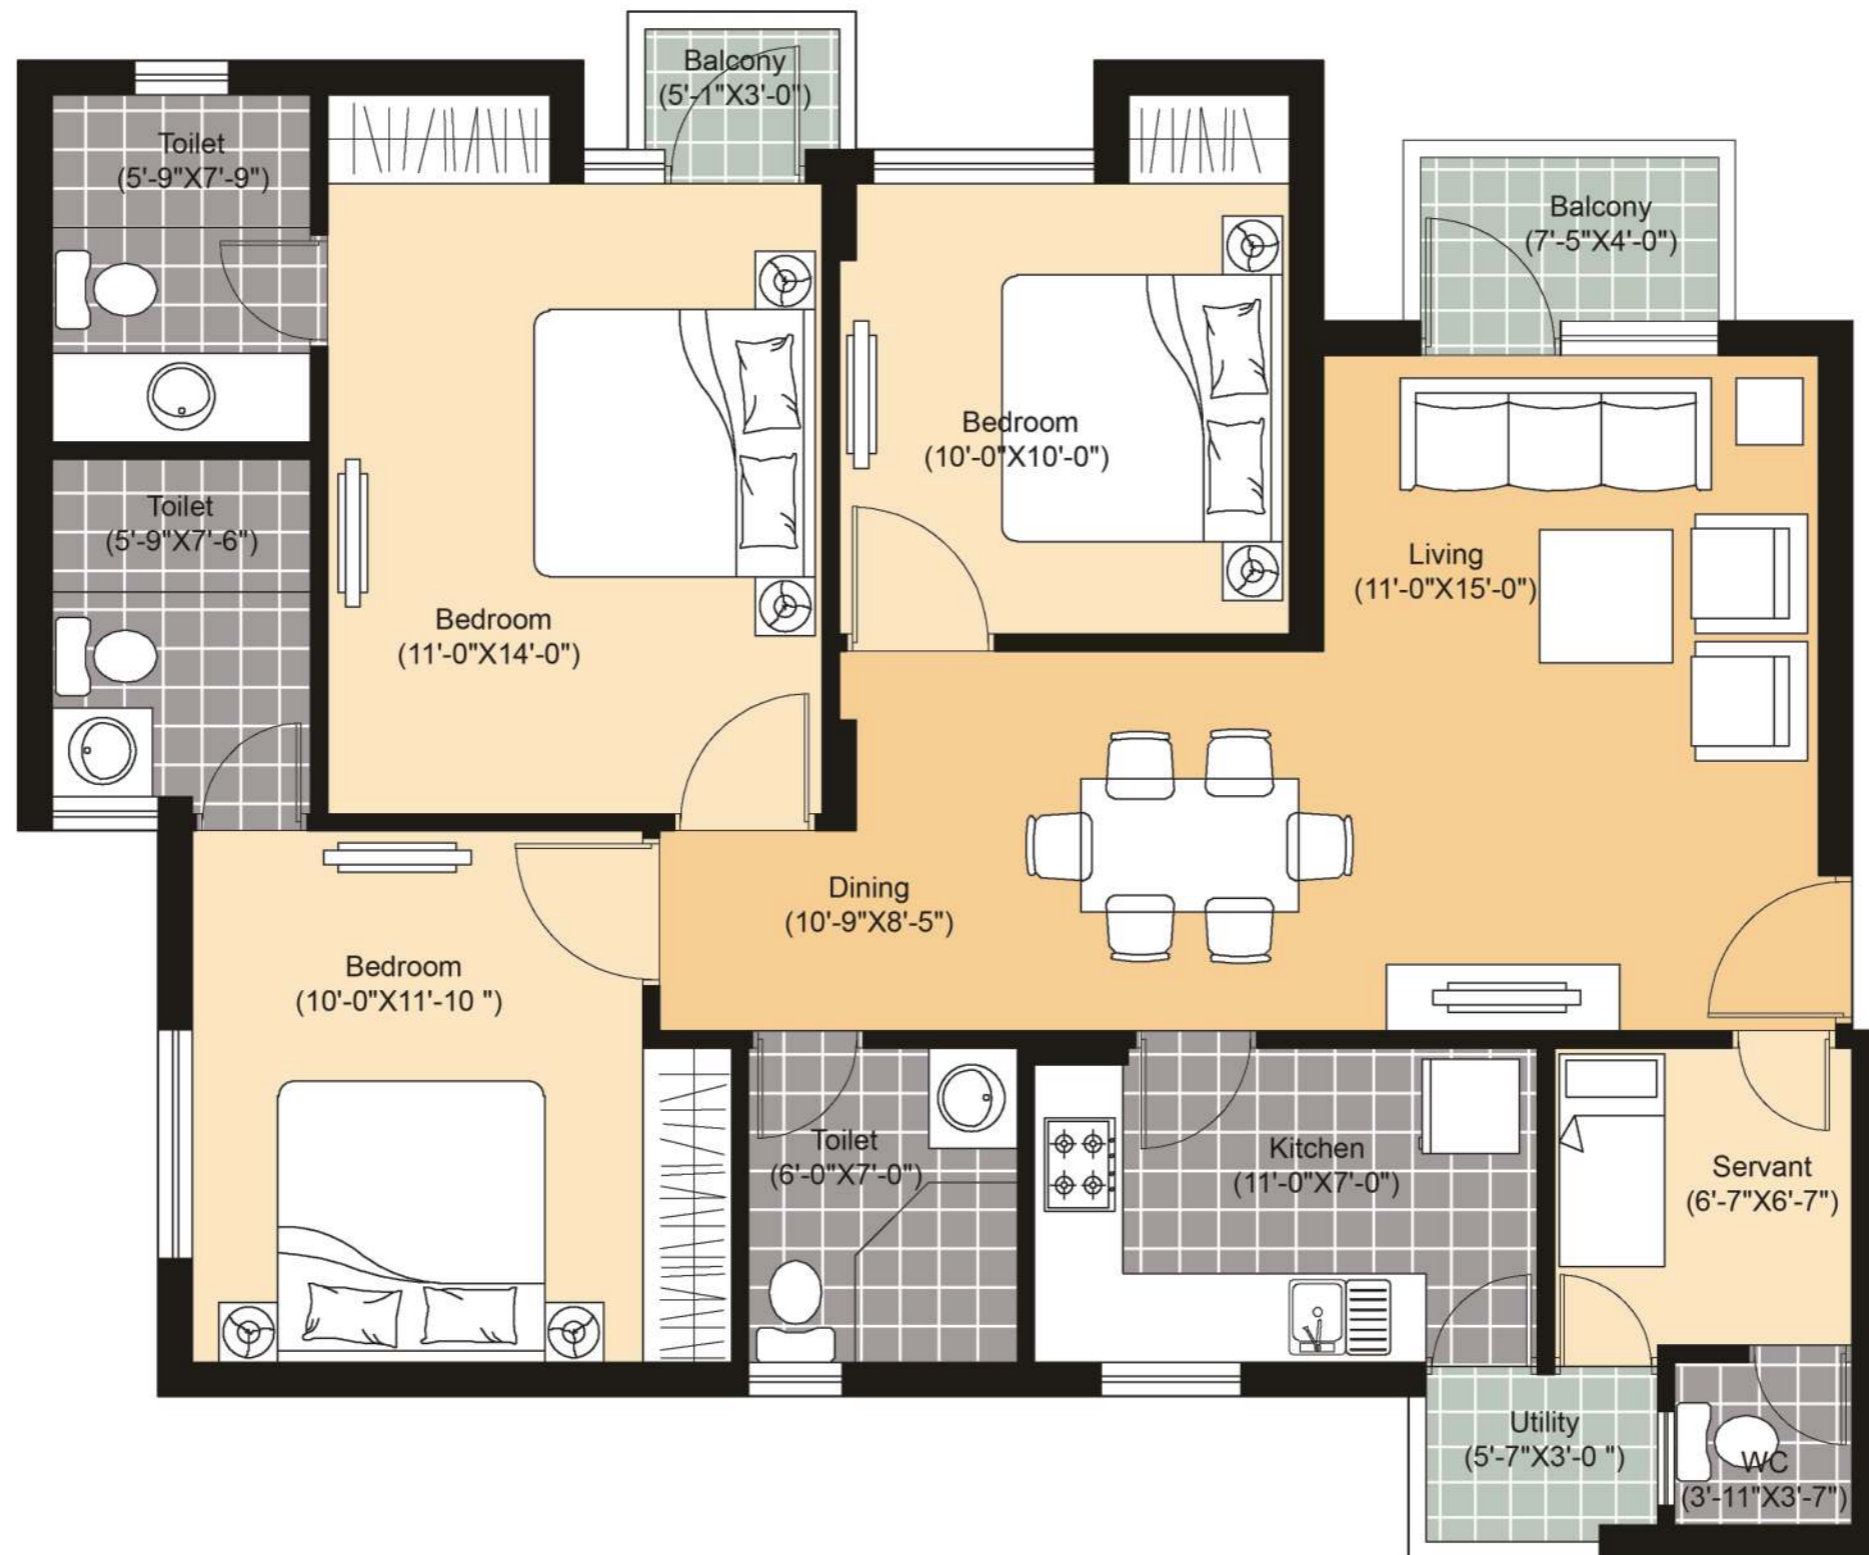 Balcony
(5'-1"X3'-0")
Toilet
(5'-9"X7'-9")
Balcony
(7'-5"X4'-0")
Bedroom
(10'-0"X10'-0")
Toilet
(5'-9"X7'-6")
Living
(11'-0"X15'-0")
Bedroom
(11'-0"X14'-0")
Dining
(10'-9"X8'-5")
Bedroom
(10'-0"X11'-10 ")
Toilet
(6'-0"X7'-0")
Kitchen
(11'-0"X7'-0")
Servant
(6'-7"X6'-7")
Utility
(5'-7"X3'-0 ")
WC
(3'-11"X3'-7")